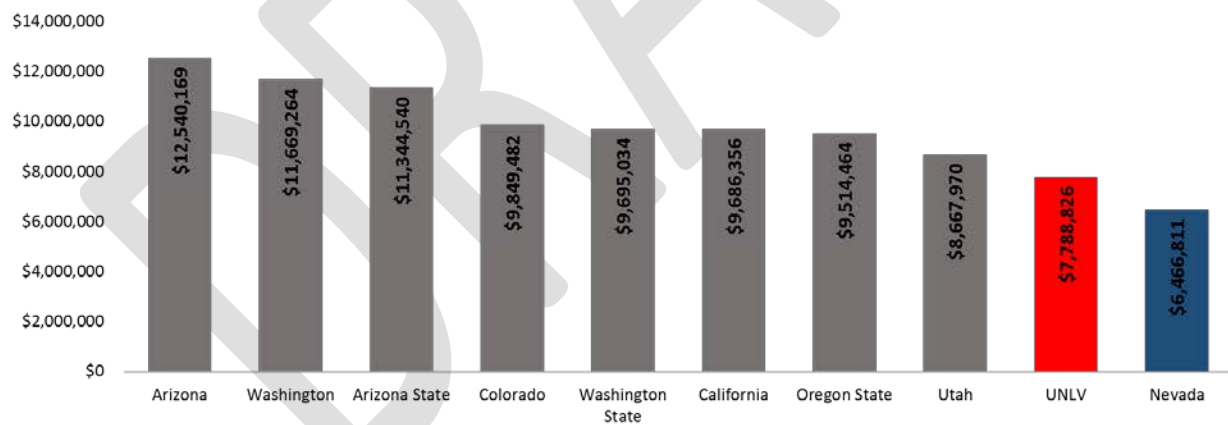 $14,000,000
$12,000,000
$10,000,000
$8,000,000
$6,000,000
$4,000,000
$2,000,000
$0
$12,540,169
$11,669,264
$11,344,540
$9,849,482
$9,695,034
$9,686,356
$9,514,464
$8,667,970
$7,788,826
$6,466,811
Arizona
Washington
Arizona State
Colorado
Washington
State
California
Oregon State
Utah
UNLV
Nevada